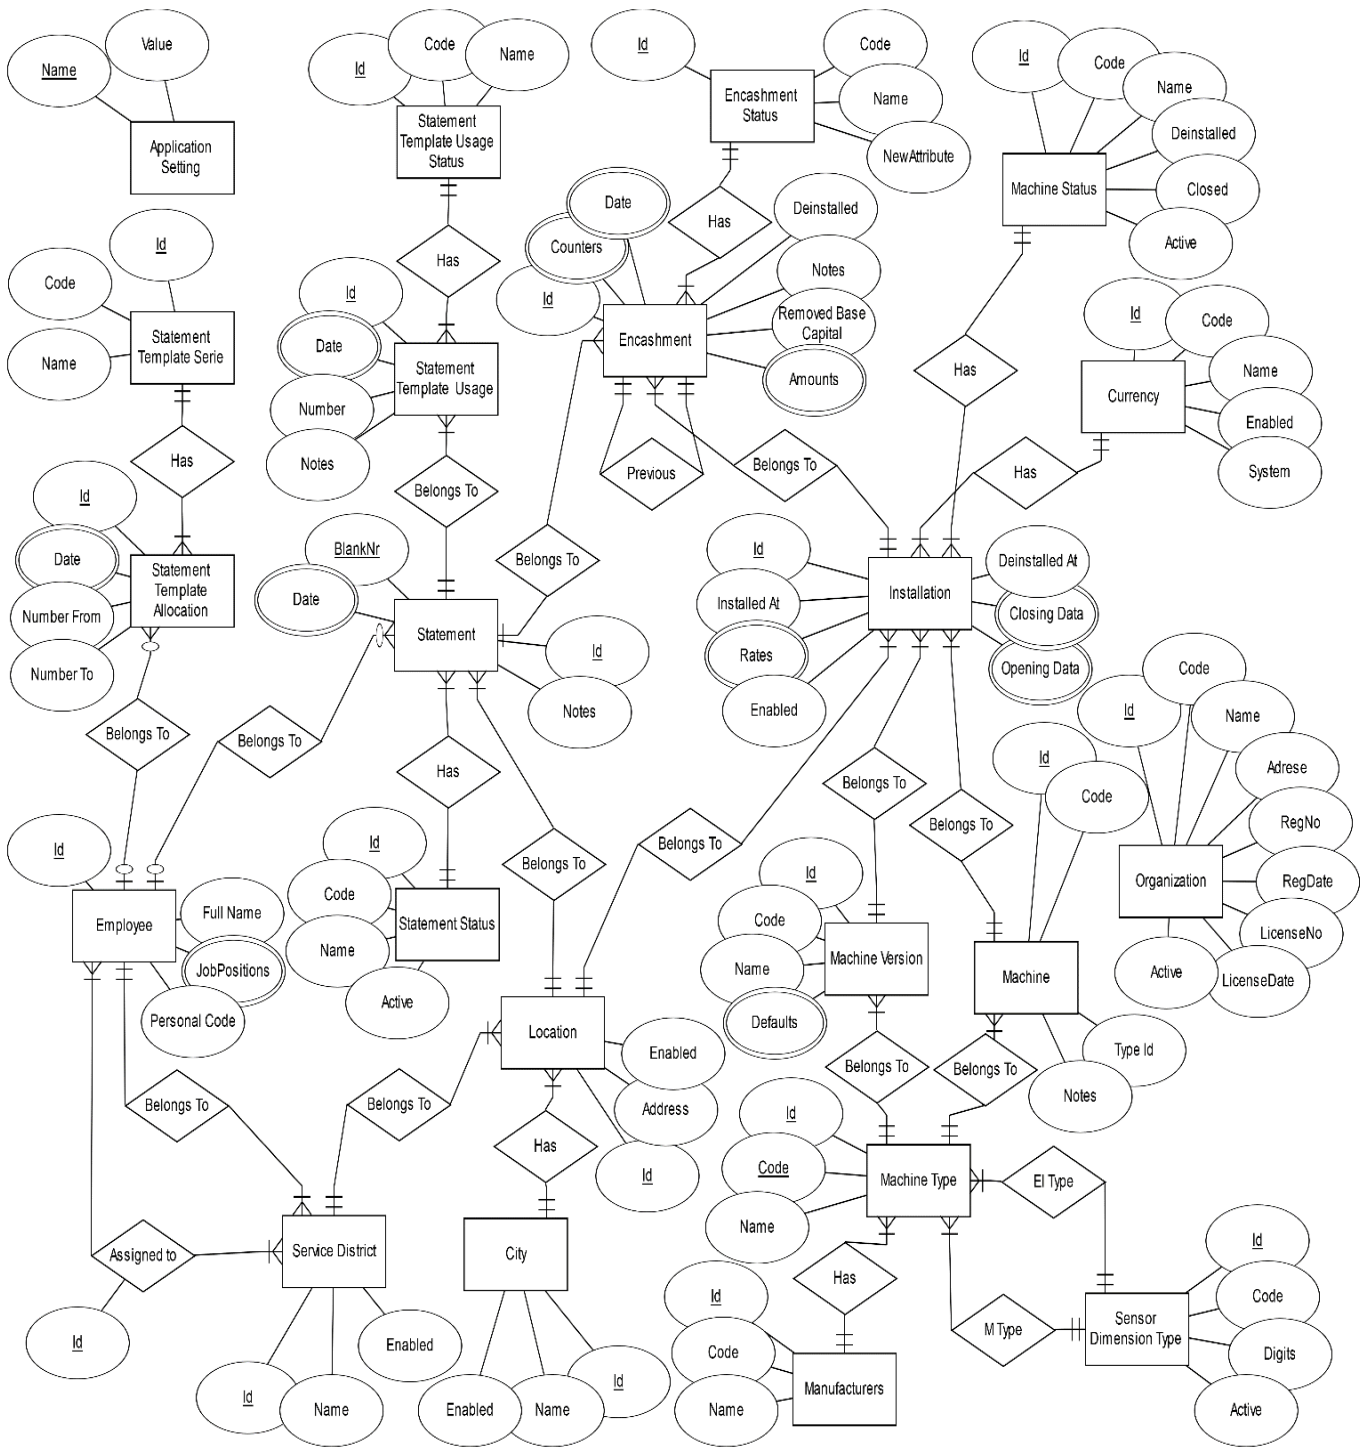 Name
Value
Application
Setting
Id
Code
Name
Statement
Template Usage
Status
Id
Encashment
Status
Code
Name
NewAttribute
Id
Code
Name
Deinstalled
Closed
Active
Machine Status
Id
Code
Name
Statement
Template Serie
Has
Id
Date
Number
Notes
Statement
Template Usage
Has
Date
Counters
Id
Encashment
Has
Deinstalled
Notes
Removed Base
Capital
Amounts
Previous
Belongs To
Has
Id
Code
Name
Enabled
System
Currency
Has
Has
Id
Date
Number From
Number To
Statement
Template
Allocation
Belongs To
BlankNr
Date
Statement
Id
Notes
Belongs To
Id
Installed At
Rates
Enabled
Installation
Deinstalled At
Closing Data
Opening Data
Belongs To
Belongs To
Has
Belongs To
Belongs To
Belongs To
Belongs To
Id
Code
Id
Code
Name
Adrese
RegNo
RegDate
LicenseNo
LicenseDate
Active
Organization
Id
Employee
Full Name
JobPositions
Personal Code
Id
Code
Name
Active
Statement Status
Id
Code
Name
Defaults
Machine Version
Machine
Type Id
Notes
Location
Enabled
Address
Id
Belongs To
Belongs To
Has
Belongs To
Belongs To
Id
Code
Name
Machine Type
EI Type
Assigned to
Id
Service District
Id
Name
Enabled
City
Enabled
Name
Id
Has
Id
Code
Name
Manufacturers
M Type
Sensor
Dimension Type
Id
Code
Digits
Active